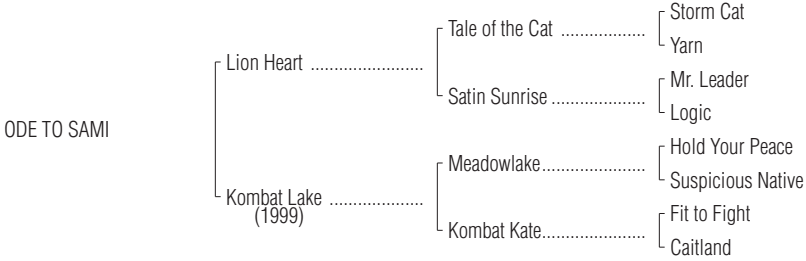 Storm Cat
Tale of the Cat ..................
Yarn
Lion Heart ........................
Mr. Leader
Satin Sunrise ....................
Logic
ODE TO SAMI
Hold Your Peace
Meadowlake......................
Suspicious Native
Kombat Lake ....................
(1999)
Fit to Fight
Kombat Kate......................
Caitland